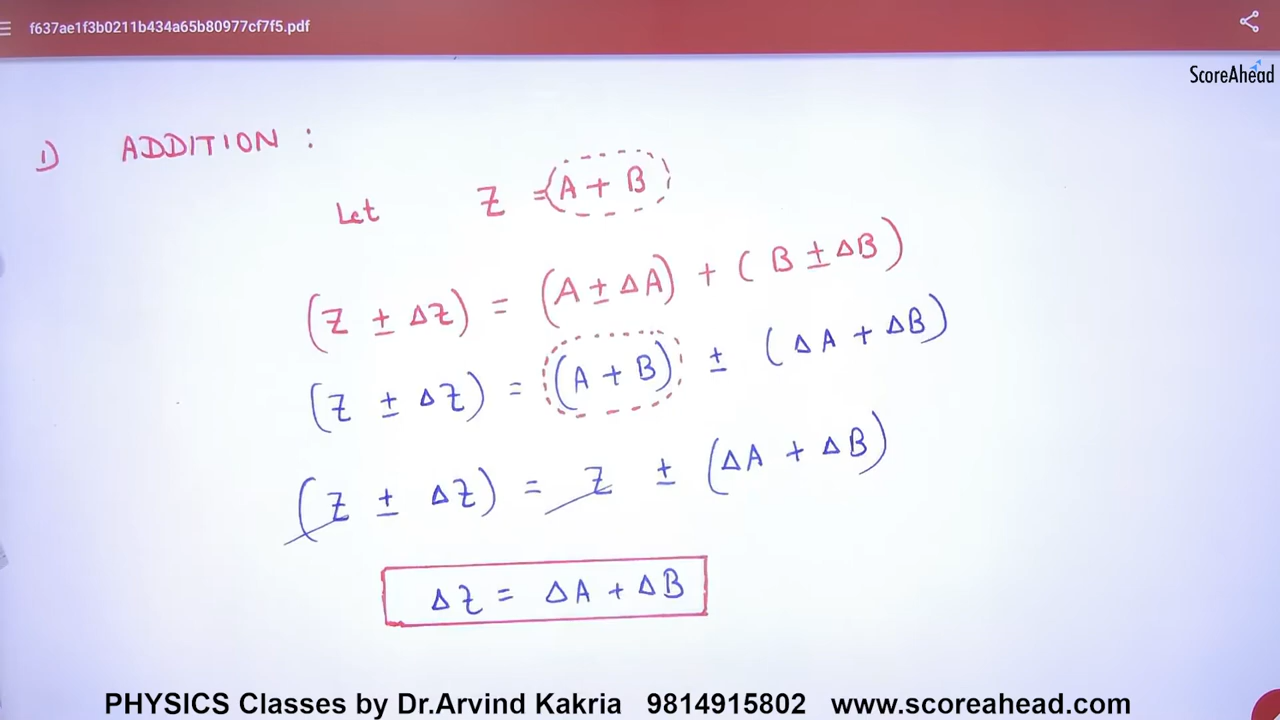 f637ae1f3b0211b434a65b80977cf7f5.pdf
ScoreAhead
1) ADDITION :
Let Z = (A + B)
(Z ± ΔZ) = (A ± ΔA) + (B ± ΔB)
(Z ± ΔZ) = (A + B) ± (ΔA + ΔB)
(Z ± ΔZ) = Z ± (ΔA + ΔB)
ΔZ = ΔA + ΔB
PHYSICS Classes by Dr.Arvind Kakria 9814915802 www.scoreahead.com